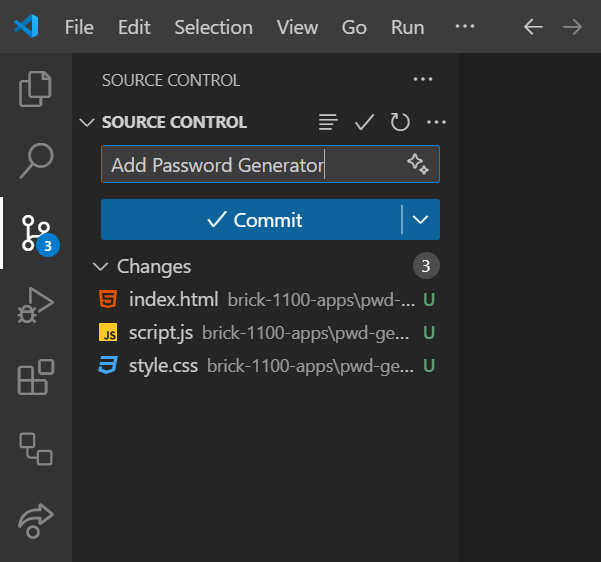 File Edit Selection View Go Run ···
SOURCE CONTROL ···
SOURCE CONTROL ···
Add Password Generator
Commit
3
Changes 3
index.html brick-1100-apps\pwd-... U
JS script.js brick-1100-apps\pwd-ge... U
style.css brick-1100-apps\pwd-ge... U